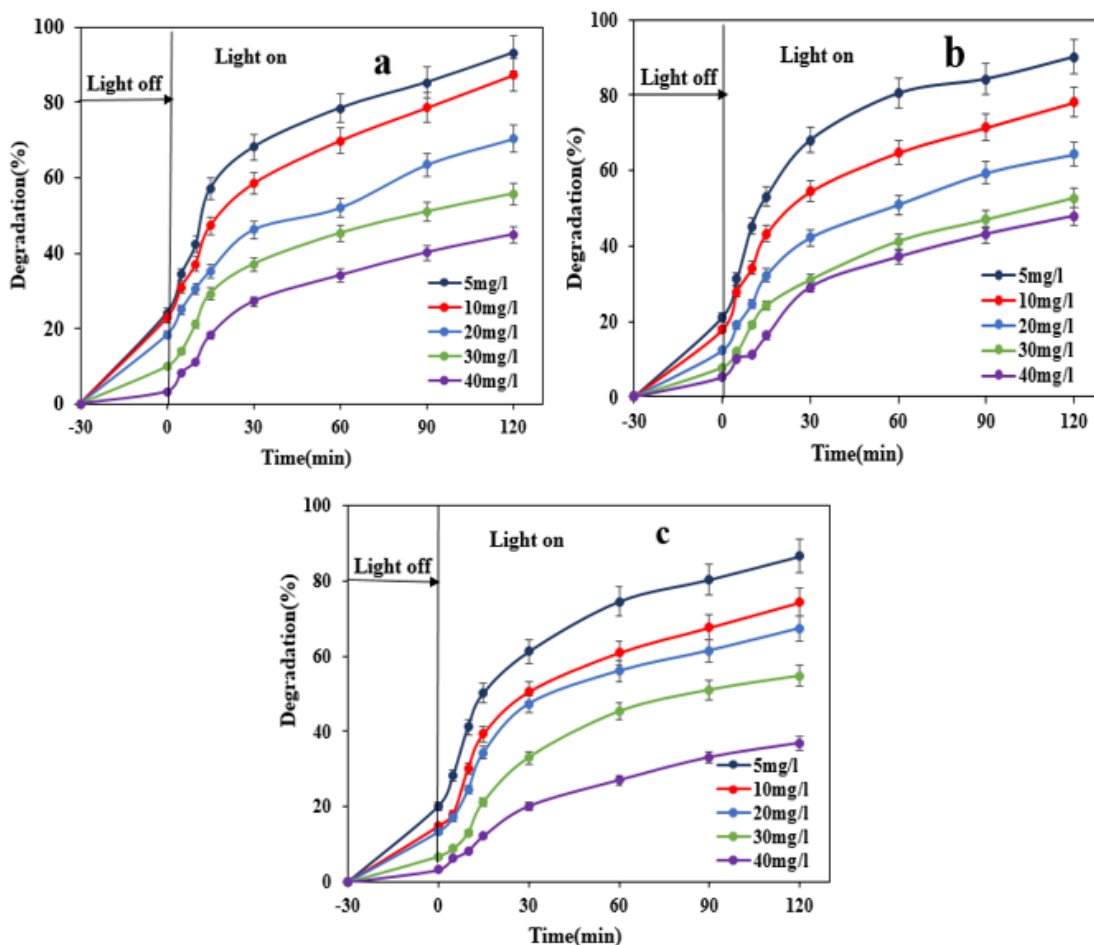 a
Light on
Light off
Degradation(%)
100
80
60
40
20
0
5mg/l
10mg/l
20mg/l
30mg/l
40mg/l
-30 0 30 60 90 120
Time(min)
b
Light on
Light off
Degradation(%)
100
80
60
40
20
0
5mg/l
10mg/l
20mg/l
30mg/l
40mg/l
-30 0 30 60 90 120
Time(min)
c
Light on
Light off
Degradation(%)
100
80
60
40
20
0
5mg/l
10mg/l
20mg/l
30mg/l
40mg/l
-30 0 30 60 90 120
Time(min)